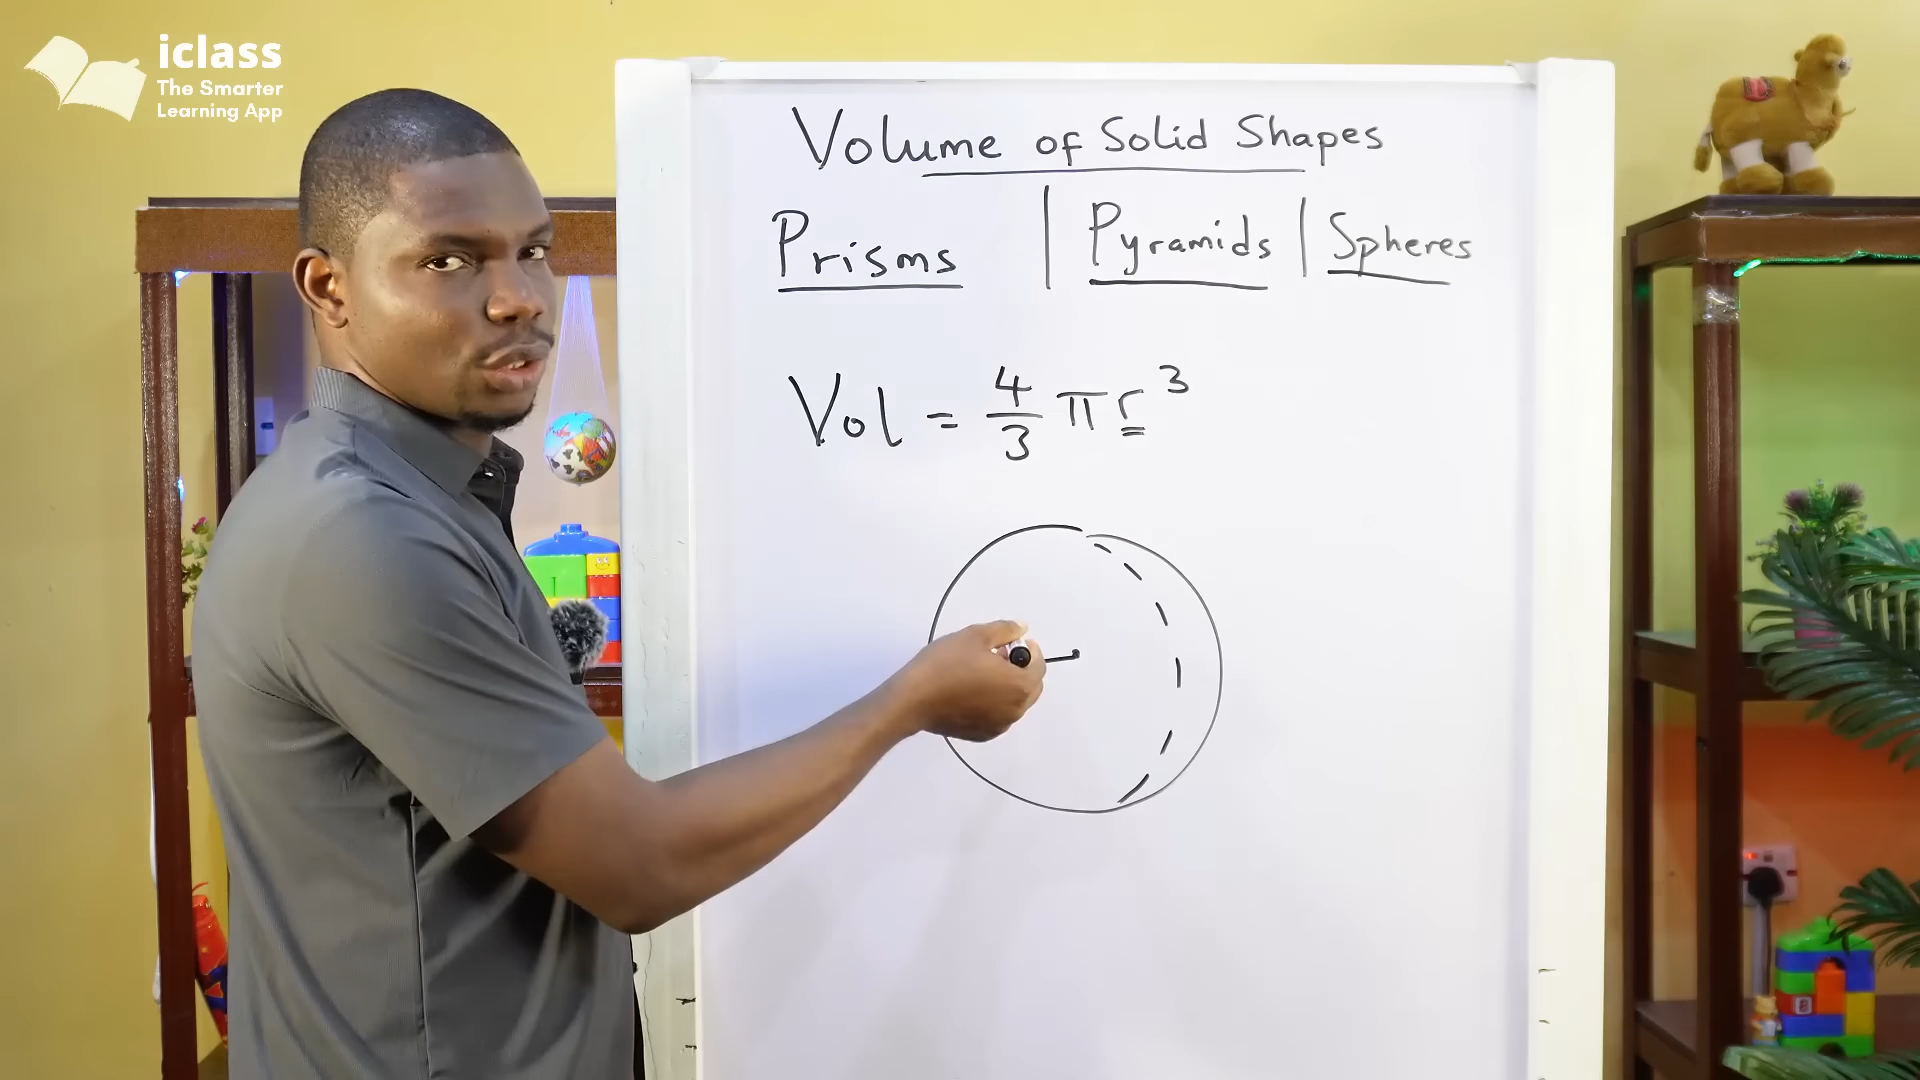 iclass
The Smarter
Learning App
Volume of Solid Shapes
Prisms | Pyramids | Spheres
Vol = 4/3 πr³